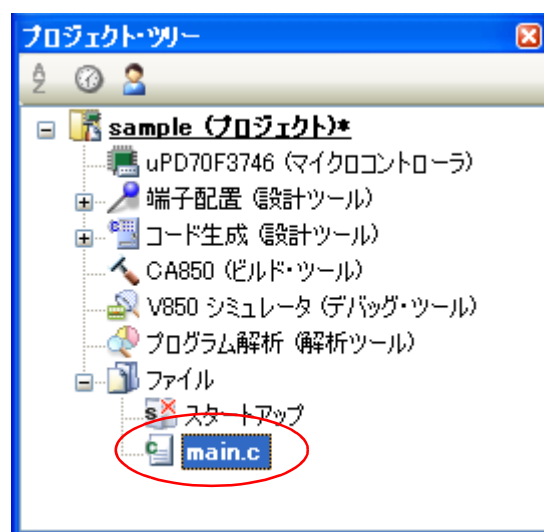 プロジェクト・ツリー
sample (プロジェクト)*
uPD70F3746 (マイクロコントローラ)
端子配置 (設計ツール)
コード生成 (設計ツール)
CA850 (ビルド・ツール)
V850 シミュレータ (デバッグ・ツール)
プログラム解析 (解析ツール)
ファイル
スタートアップ
main.c